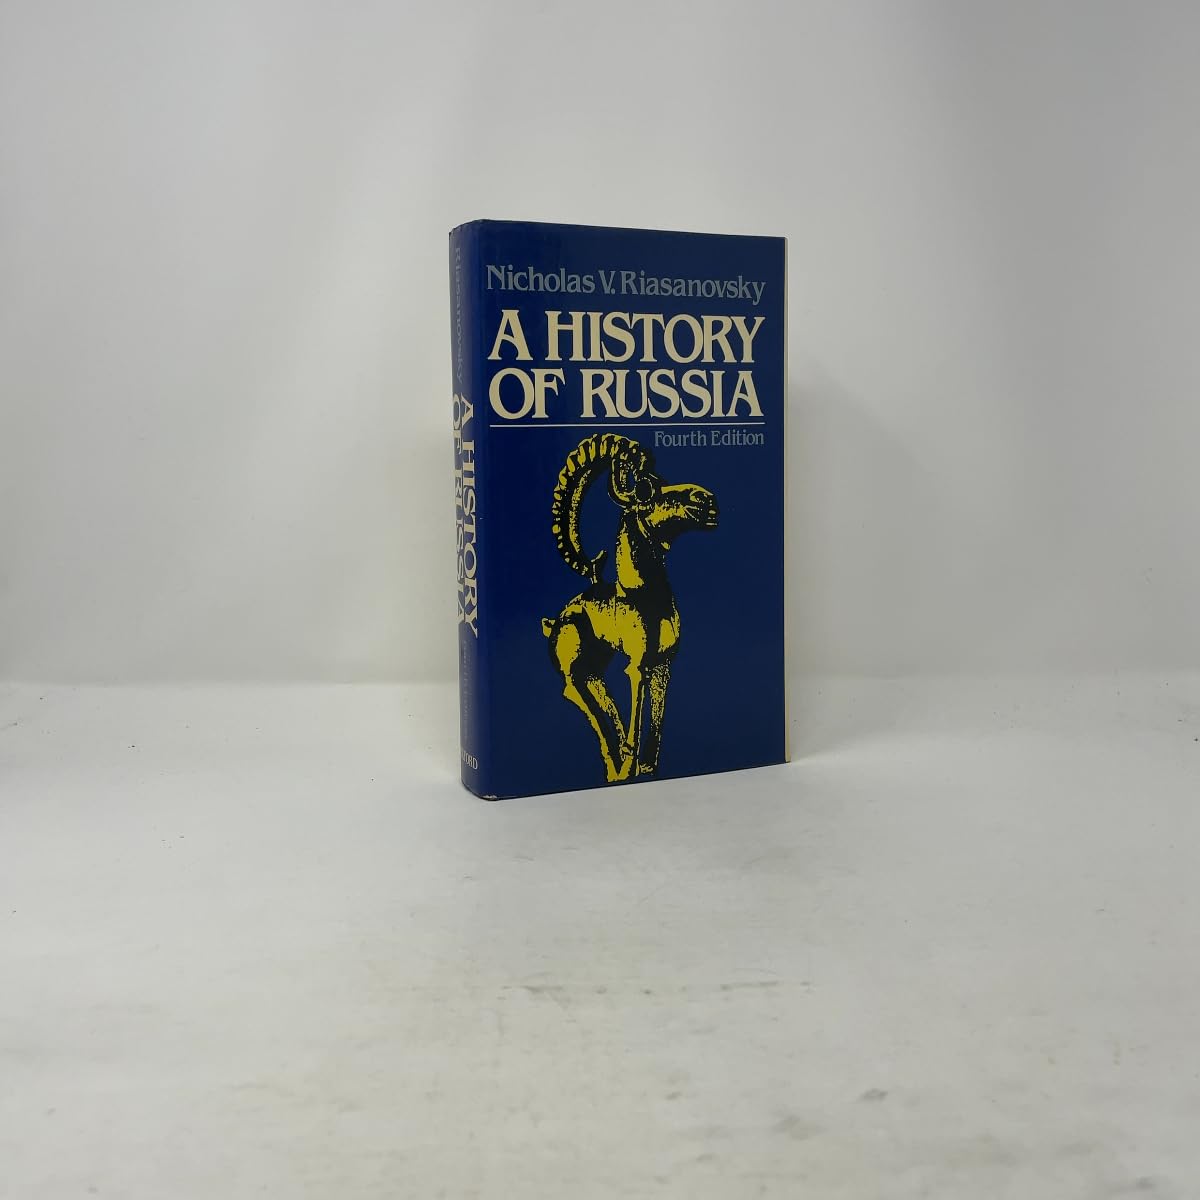 Nicholas V. Riasanovsky
A HISTORY
OF RUSSIA
Fourth Edition
Riasanovsky
A HISTORY
OF RUSSIA